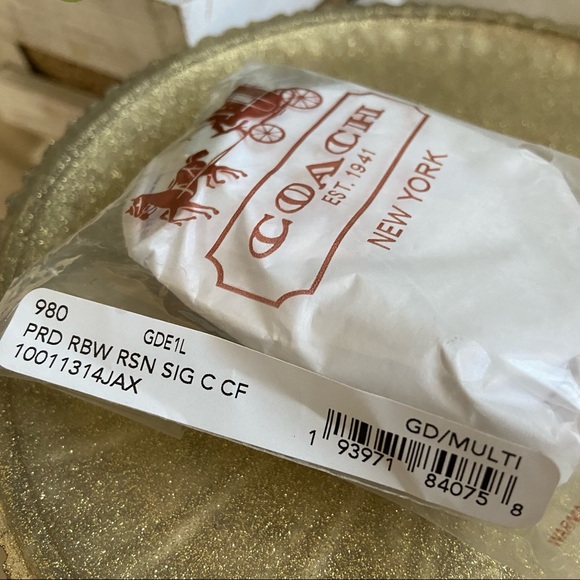 COACH
EST. 1941
NEW YORK
980 GDE1L
PRD RBW RSN SIG C CF
10011314JAX
GD/MULTI
1 93971 84075 8